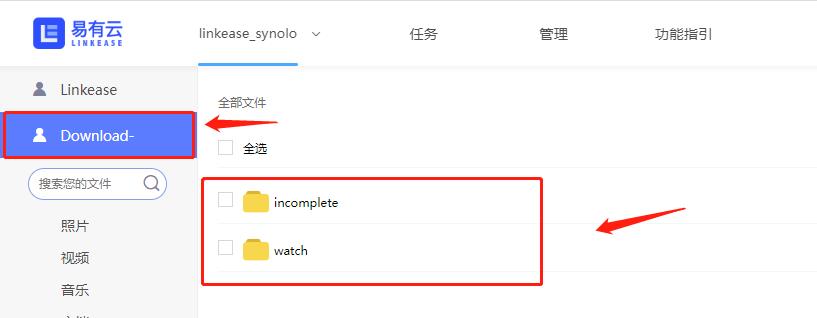 易有云
LINKEASE
linkease_synolo
任务
管理
功能指引
Linkease
Download-
搜索您的文件
照片
视频
音乐
全部文件
全选
incomplete
watch